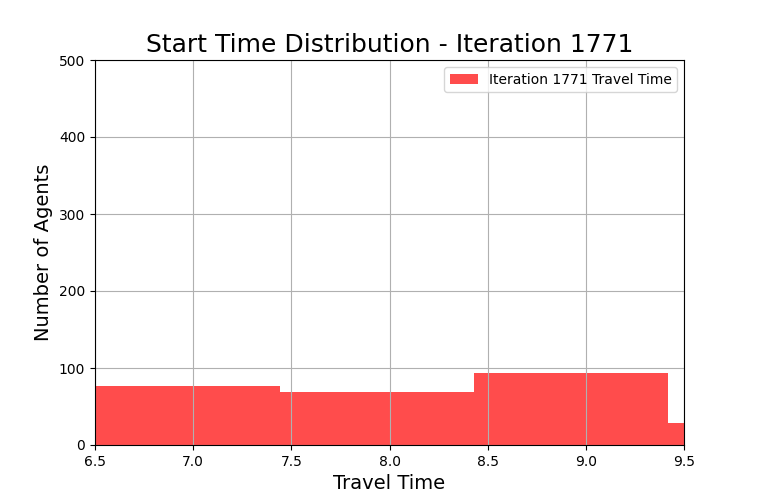 Start Time Distribution - Iteration 1771
Iteration 1771 Travel Time
Number of Agents
500
400
300
200
100
0
6.5 7.0 7.5 8.0 8.5 9.0 9.5
Travel Time